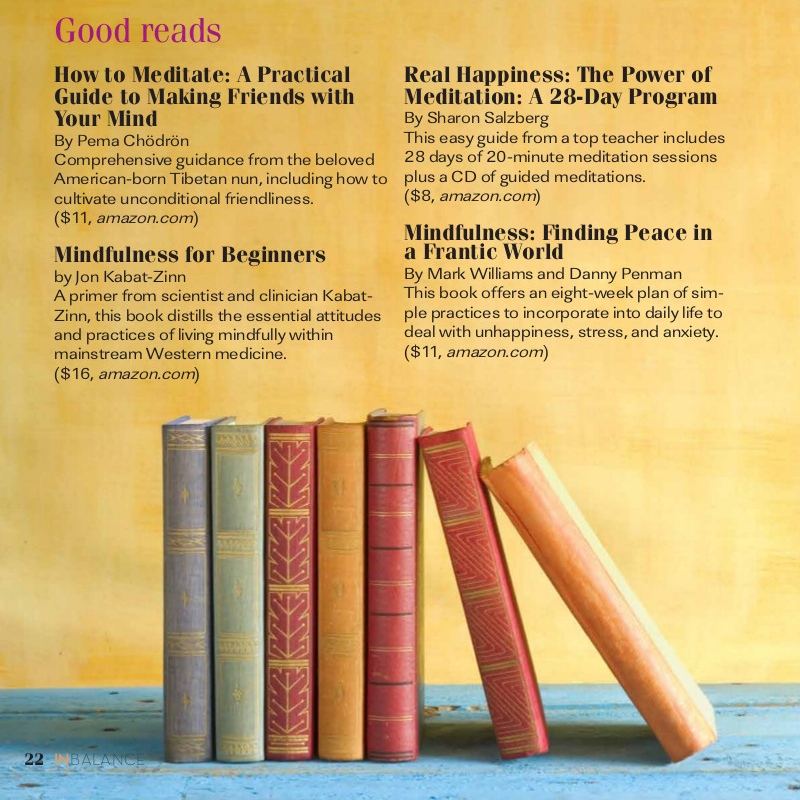 Good reads
How to Meditate: A Practical
Guide to Making Friends with
Your Mind
By Pema Chödrön
Comprehensive guidance from the beloved
American-born Tibetan nun, including how to
cultivate unconditional friendliness.
($11, amazon.com)
Mindfulness for Beginners
by Jon Kabat-Zinn
A primer from scientist and clinician Kabat-
Zinn, this book distills the essential attitudes
and practices of living mindfully within
mainstream Western medicine.
($16, amazon.com)
Real Happiness: The Power of
Meditation: A 28-Day Program
By Sharon Salzberg
This easy guide from a top teacher includes
28 days of 20-minute meditation sessions
plus a CD of guided meditations.
($8, amazon.com)
Mindfulness: Finding Peace in
a Frantic World
By Mark Williams and Danny Penman
This book offers an eight-week plan of sim-
ple practices to incorporate into daily life to
deal with unhappiness, stress, and anxiety.
($11, amazon.com)
22 INBALANCE